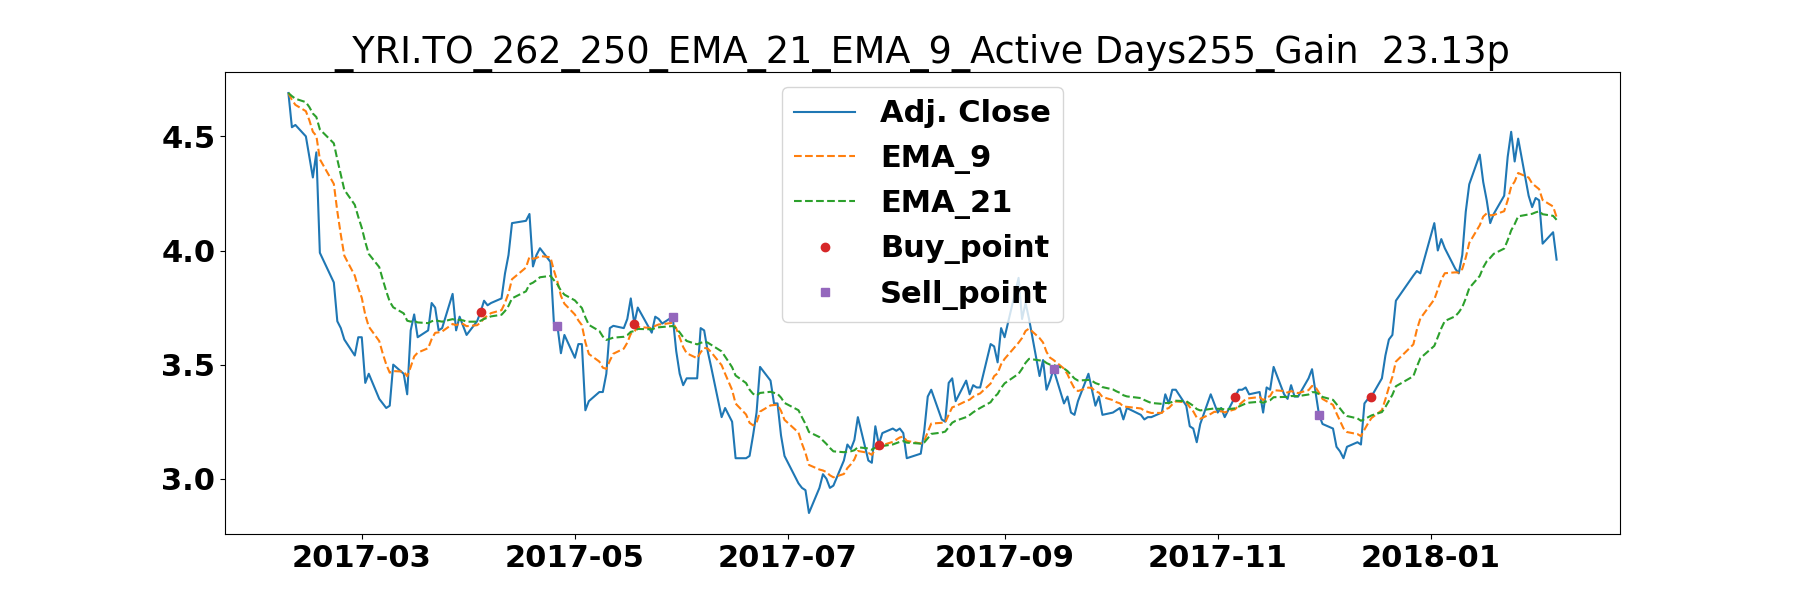 _YRI.TO_262_250_EMA_21_EMA_9_Active Days255_Gain  23.13p
Adj. Close
EMA_9
EMA_21
Buy_point
Sell_point
4.5
4.0
3.5
3.0
2017-03 2017-05 2017-07 2017-09 2017-11 2018-01